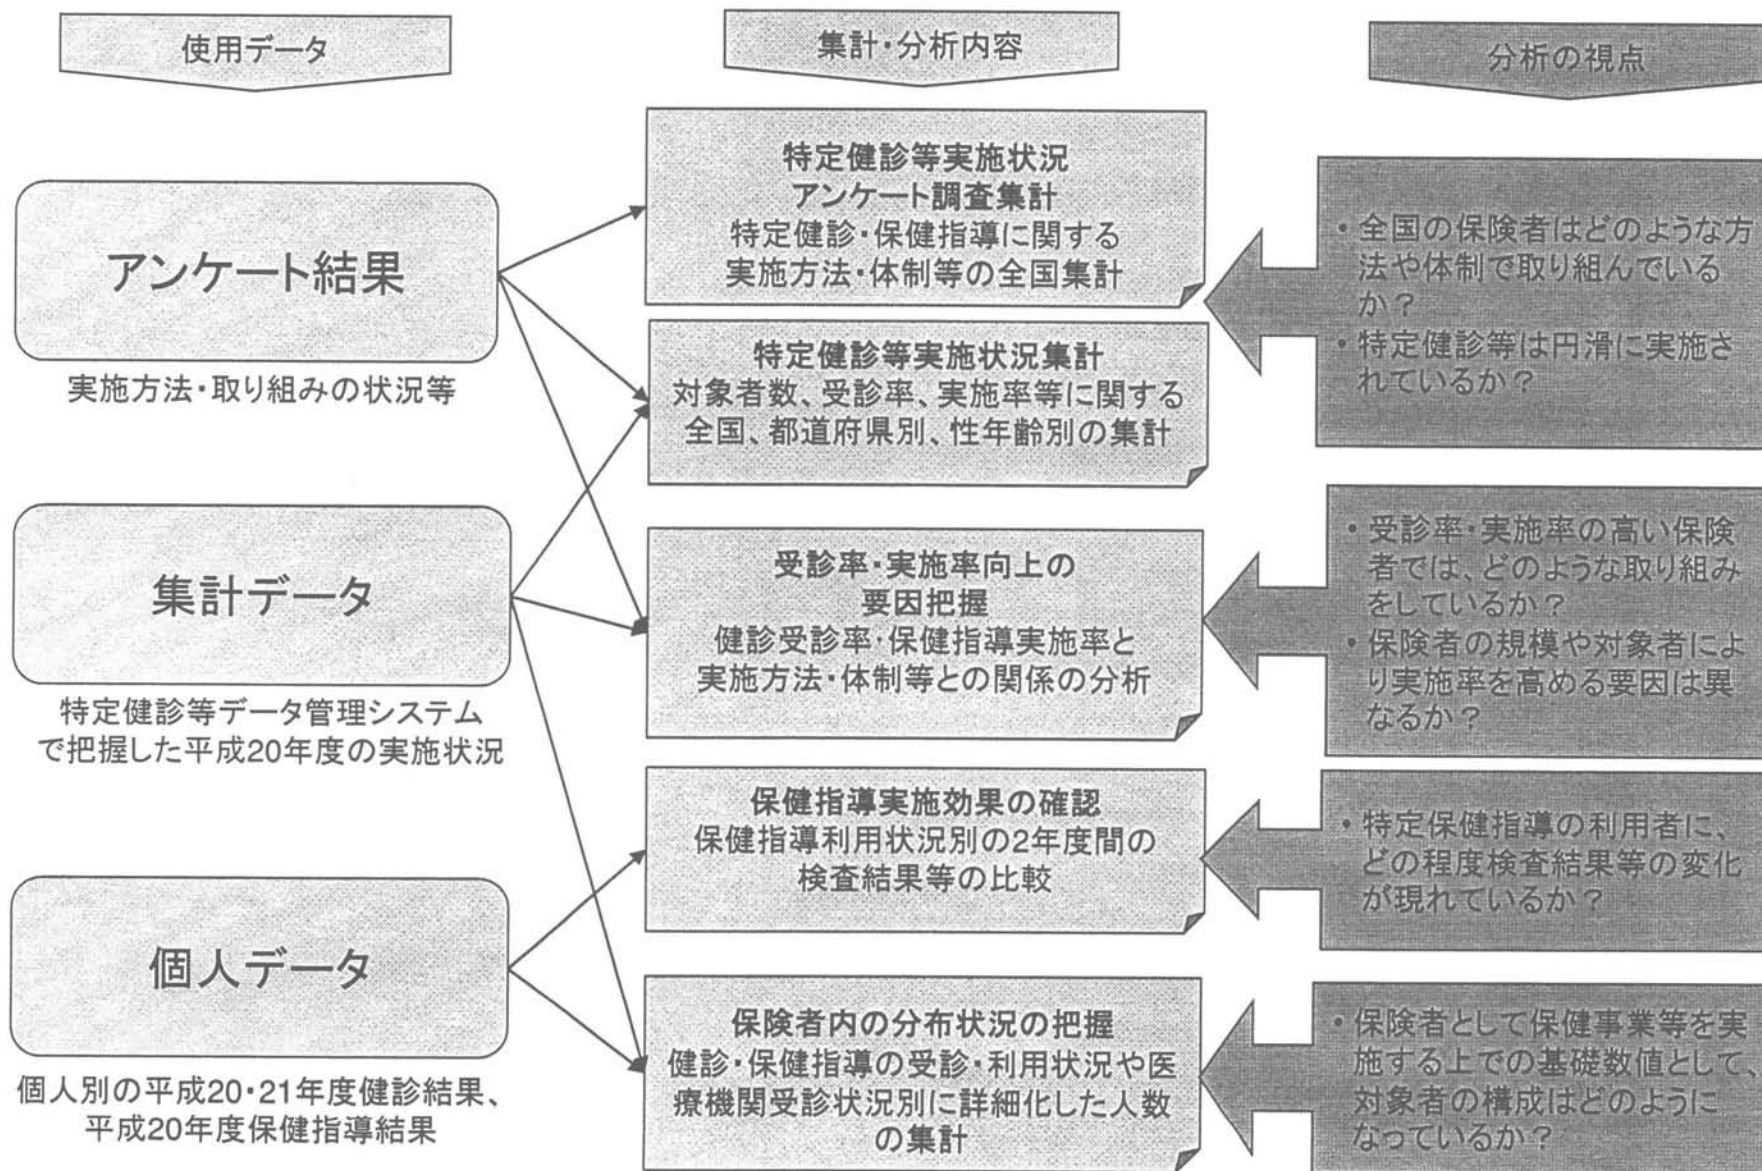 使用データ
集計・分析内容
分析の視点
アンケート結果
実施方法・取り組みの状況等
集計データ
特定健診等データ管理システム
で把握した平成20年度の実施状況
個人データ
個人別の平成20・21年度健診結果、
平成20年度保健指導結果
特定健診等実施状況
アンケート調査集計
特定健診・保健指導に関する
実施方法・体制等の全国集計
特定健診等実施状況集計
対象者数、受診率、実施率等に関する
全国、都道府県別、性年齢別の集計
受診率・実施率向上の
要因把握
健診受診率・保健指導実施率と
実施方法・体制等との関係の分析
保健指導実施効果の確認
保健指導利用状況別の2年度間の
検査結果等の比較
保険者内の分布状況の把握
健診・保健指導の受診・利用状況や医
療機関受診状況別に詳細化した人数
の集計
・全国の保険者はどのような方
法や体制で取り組んでいる
か？
・特定健診等は円滑に実施さ
れているか？
・受診率・実施率の高い保険
者では、どのような取り組み
をしているか？
・保険者の規模や対象者によ
り実施率を高める要因は異
なるか？
・特定保健指導の利用者に、
どの程度検査結果等の変化
が現れているか？
・保険者として保健事業等を実
施する上での基礎数値として、
対象者の構成はどのように
なっているか？